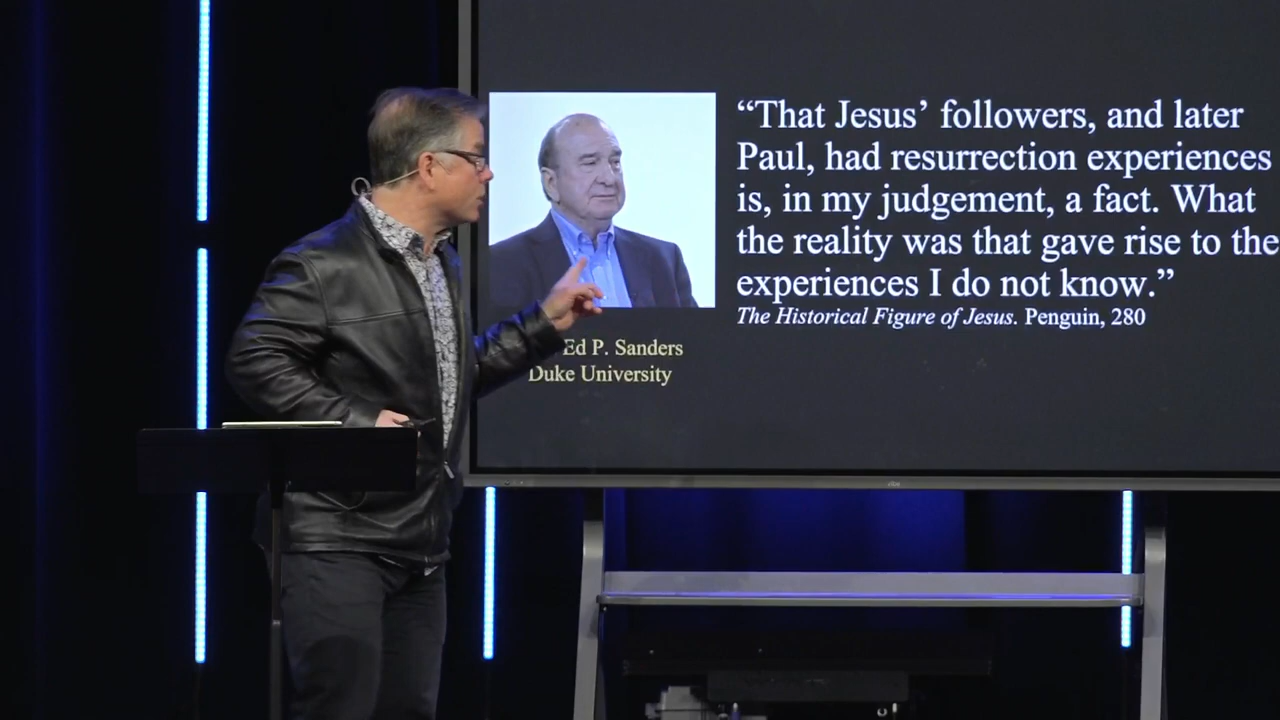 “That Jesus’ followers, and later
Paul, had resurrection experiences
is, in my judgement, a fact. What
the reality was that gave rise to the
experiences I do not know.”
The Historical Figure of Jesus. Penguin, 280
Ed P. Sanders
Duke University